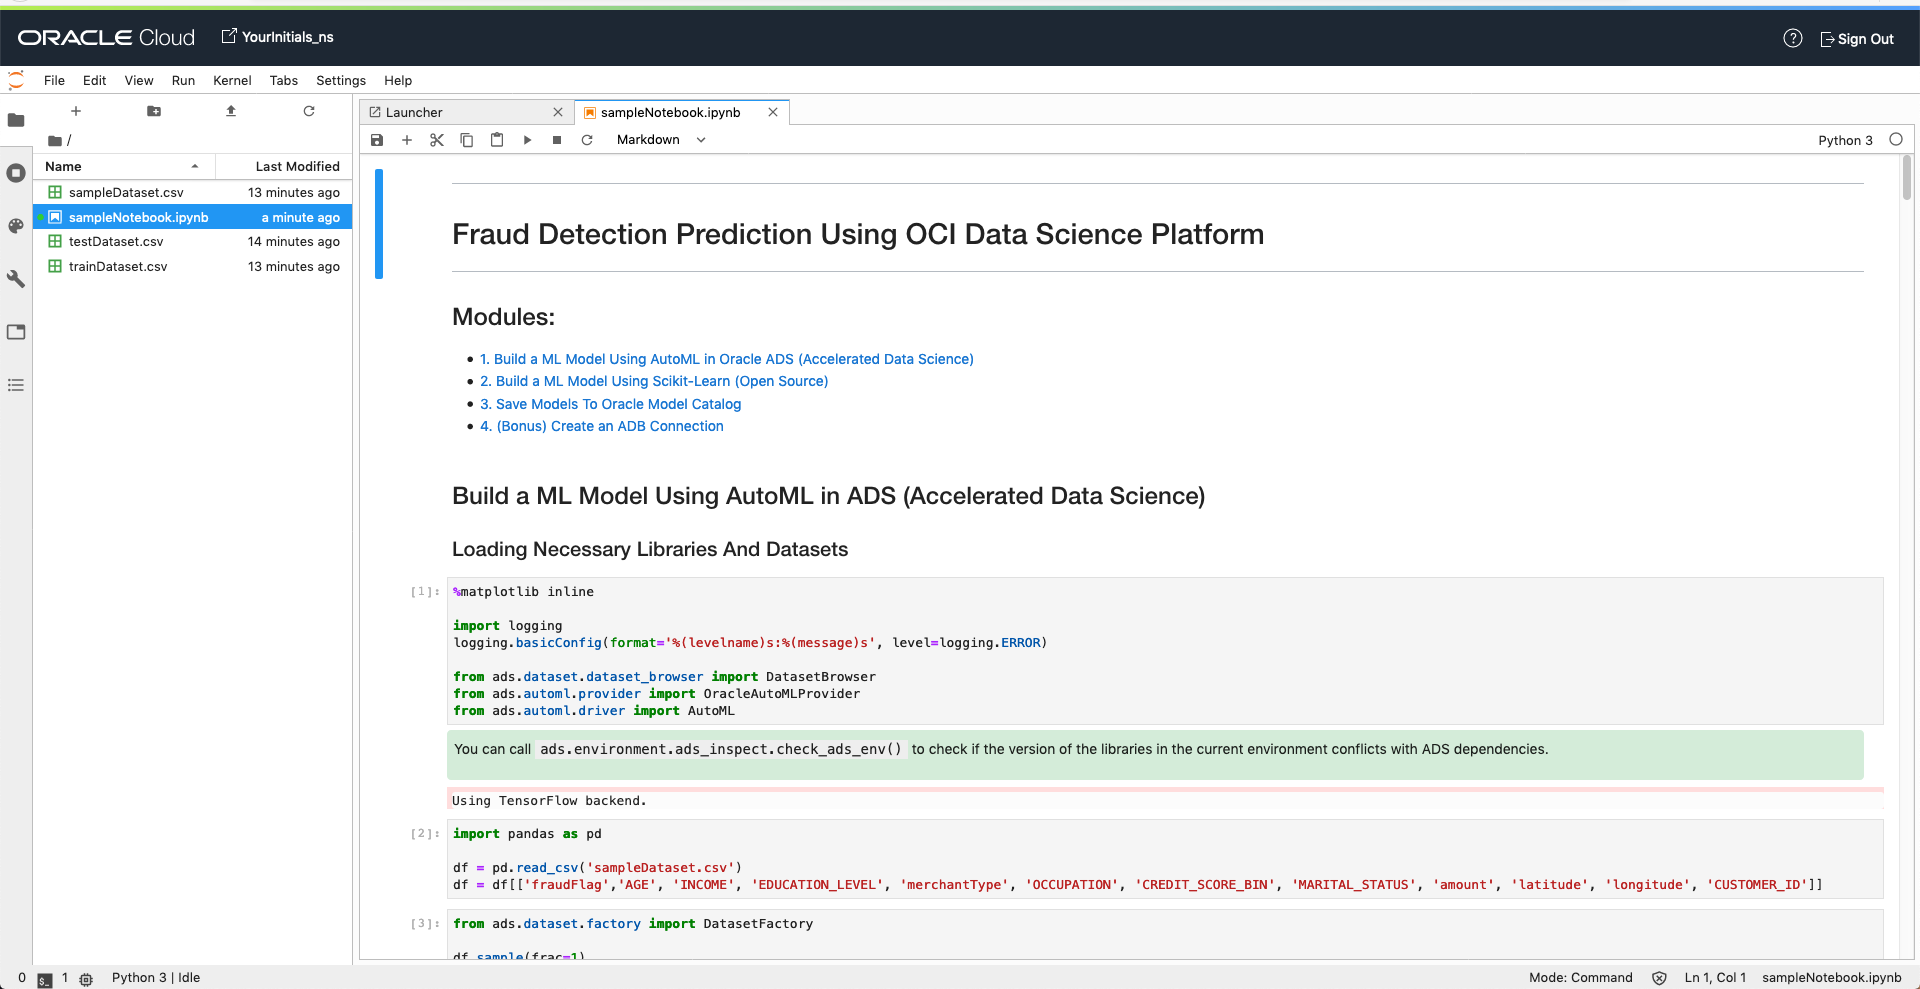 ORACLE Cloud YourInitials_ns Sign Out
File Edit View Run Kernel Tabs Settings Help
Launcher sampleNotebook.ipynb
/
Markdown Python 3
Name Last Modified
sampleDataset.csv 13 minutes ago
sampleNotebook.ipynb a minute ago
testDataset.csv 14 minutes ago
trainDataset.csv 13 minutes ago
Fraud Detection Prediction Using OCI Data Science Platform
Modules:
• 1. Build a ML Model Using AutoML in Oracle ADS (Accelerated Data Science)
• 2. Build a ML Model Using Scikit-Learn (Open Source)
• 3. Save Models To Oracle Model Catalog
• 4. (Bonus) Create an ADB Connection
Build a ML Model Using AutoML in ADS (Accelerated Data Science)
Loading Necessary Libraries And Datasets
[1]: %matplotlib inline
import logging
logging.basicConfig(format='%(levelname)s:%(message)s', level=logging.ERROR)
from ads.dataset.dataset_browser import DatasetBrowser
from ads.automl.provider import OracleAutoMLProvider
from ads.automl.driver import AutoML
You can call ads.environment.ads_inspect.check_ads_env() to check if the version of the libraries in the current environment conflicts with ADS dependencies.
Using TensorFlow backend.
[2]: import pandas as pd
df = pd.read_csv('sampleDataset.csv')
df = df[['fraudFlag','AGE', 'INCOME', 'EDUCATION_LEVEL', 'merchantType', 'OCCUPATION', 'CREDIT_SCORE_BIN', 'MARITAL_STATUS', 'amount', 'latitude', 'longitude', 'CUSTOMER_ID']]
[3]: from ads.dataset.factory import DatasetFactory
df.sample(frac=1)
0 1 Python 3 | Idle Mode: Command Ln 1, Col 1 sampleNotebook.ipynb